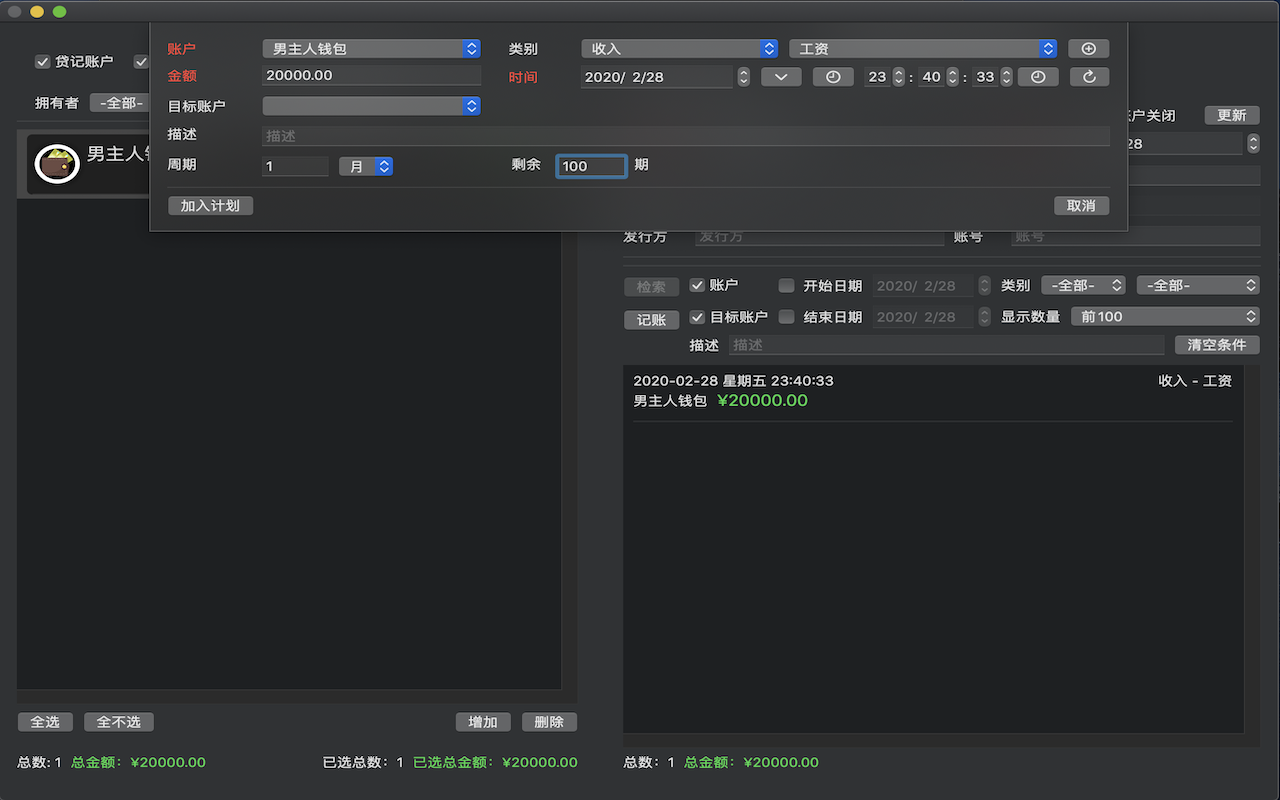 账户 男主人钱包 类别 收入 工资
金额 20000.00 时间 2020/ 2/28 23 : 40 : 33
目标账户
描述 描述
周期 1 月 剩余 100 期
加入计划 取消
贷记账户
拥有者 -全部-
男主人
户关闭 更新
28
发行方 发行方 账号 账号
检索 账户 开始日期 2020/ 2/28 类别 -全部- -全部-
记账 目标账户 结束日期 2020/ 2/28 显示数量 前100
描述 描述 清空条件
2020-02-28 星期五 23:40:33 收入 - 工资
男主人钱包 ¥20000.00
全选 全不选 增加 删除
总数: 1 总金额: ¥20000.00 已选总数: 1 已选总金额: ¥20000.00 总数: 1 总金额: ¥20000.00